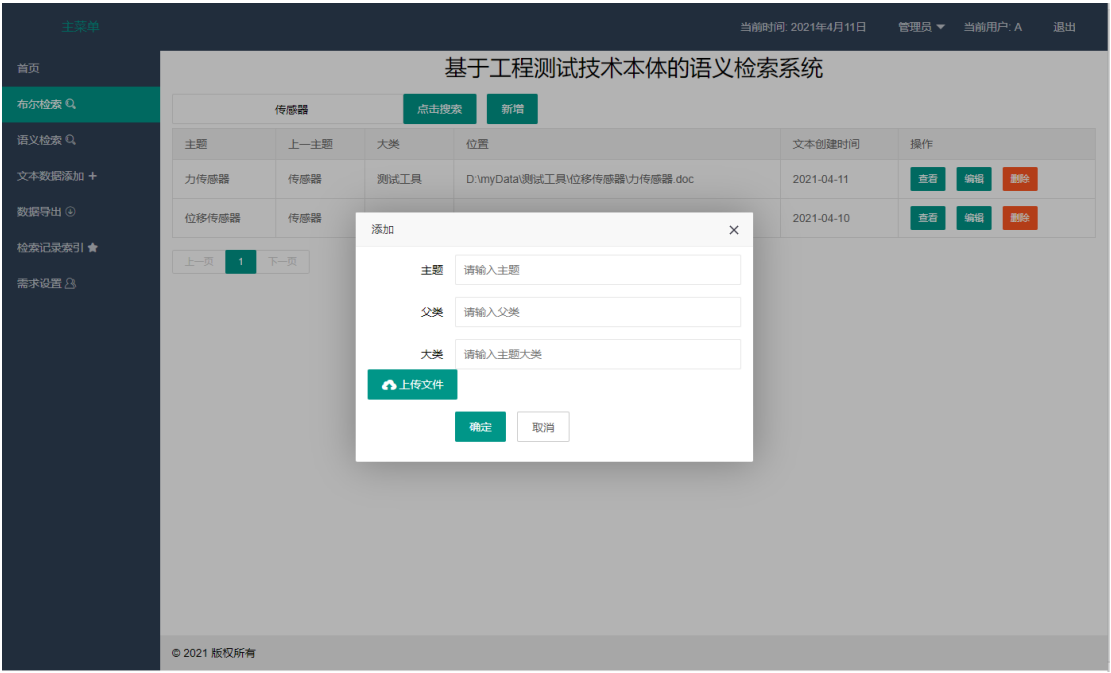 主菜单
当前时间: 2021年4月11日 管理员 当前用户: A 退出
首页
布尔检索
语义检索
文本数据添加
数据导出
检索记录索引
需求设置
基于工程测试技术本体的语义检索系统
传感器 点击搜索 新增
主题 上一主题 大类 位置 文本创建时间 操作
力传感器 传感器 测试工具 D:\myData\测试工具\位移传感器\力传感器.doc 2021-04-11 查看 编辑 删除
位移传感器 传感器 2021-04-10 查看 编辑 删除
上一页 1 下一页
添加
主题 请输入主题
父类 请输入父类
大类 请输入主题大类
上传文件
确定 取消
© 2021 版权所有